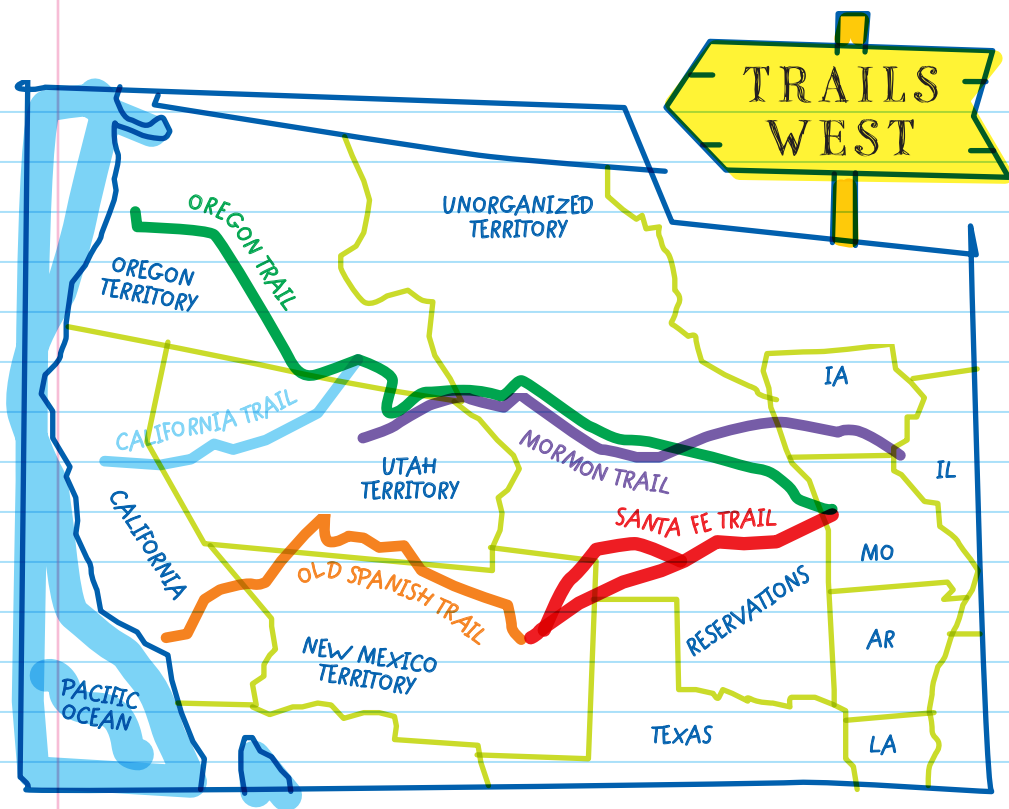 TRAILS
WEST
OREGON TRAIL
UNORGANIZED
TERRITORY
OREGON
TERRITORY
IA
CALIFORNIA TRAIL
MORMON TRAIL
UTAH
TERRITORY
IL
CALIFORNIA
SANTA FE TRAIL
MO
OLD SPANISH TRAIL
RESERVATIONS
AR
NEW MEXICO
TERRITORY
PACIFIC
OCEAN
TEXAS
LA